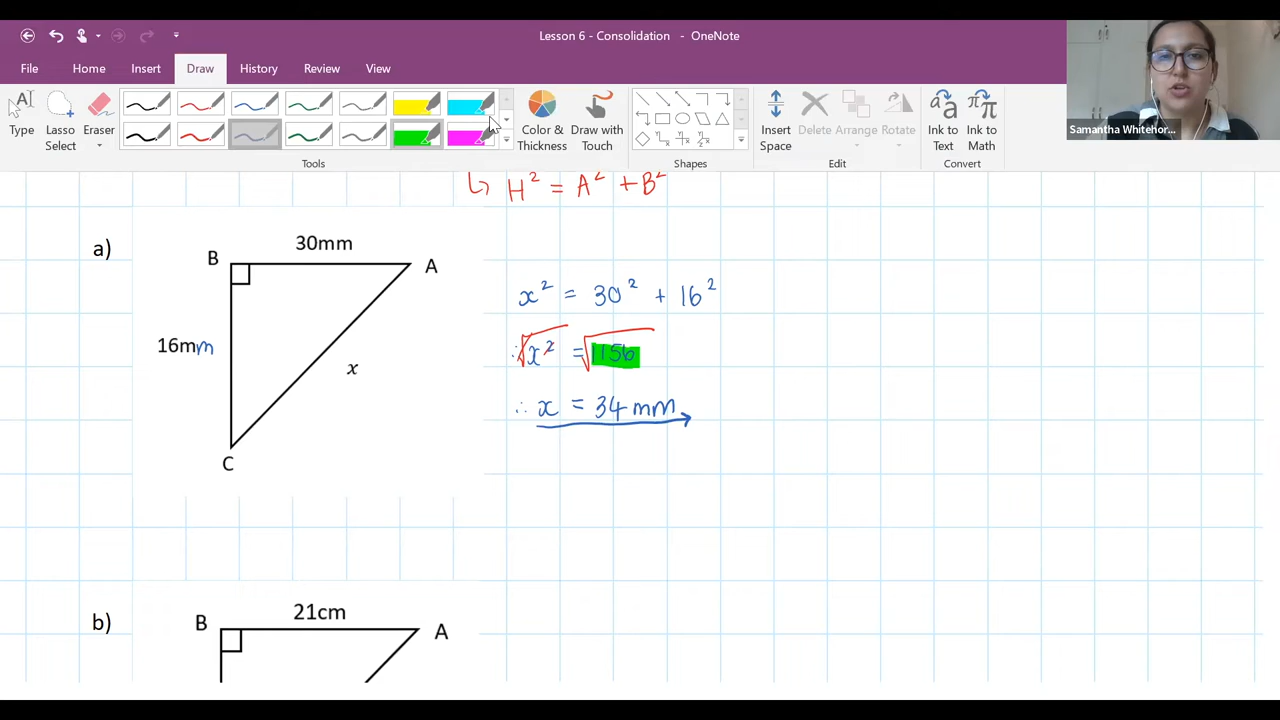 Lesson 6 - Consolidation - OneNote
File Home Insert Draw History Review View
Type Lasso Select Eraser Color & Thickness Draw with Touch Insert Space Delete Arrange Rotate Ink to Text Ink to Math
Tools Shapes Edit Convert
Samantha Whitehor...
↳ H² = A² + B²
a)
30mm
B
A
16mm
x
C
x² = 30² + 16²
∴ √x² = √1156
∴ x = 34mm
b)
21cm
B
A